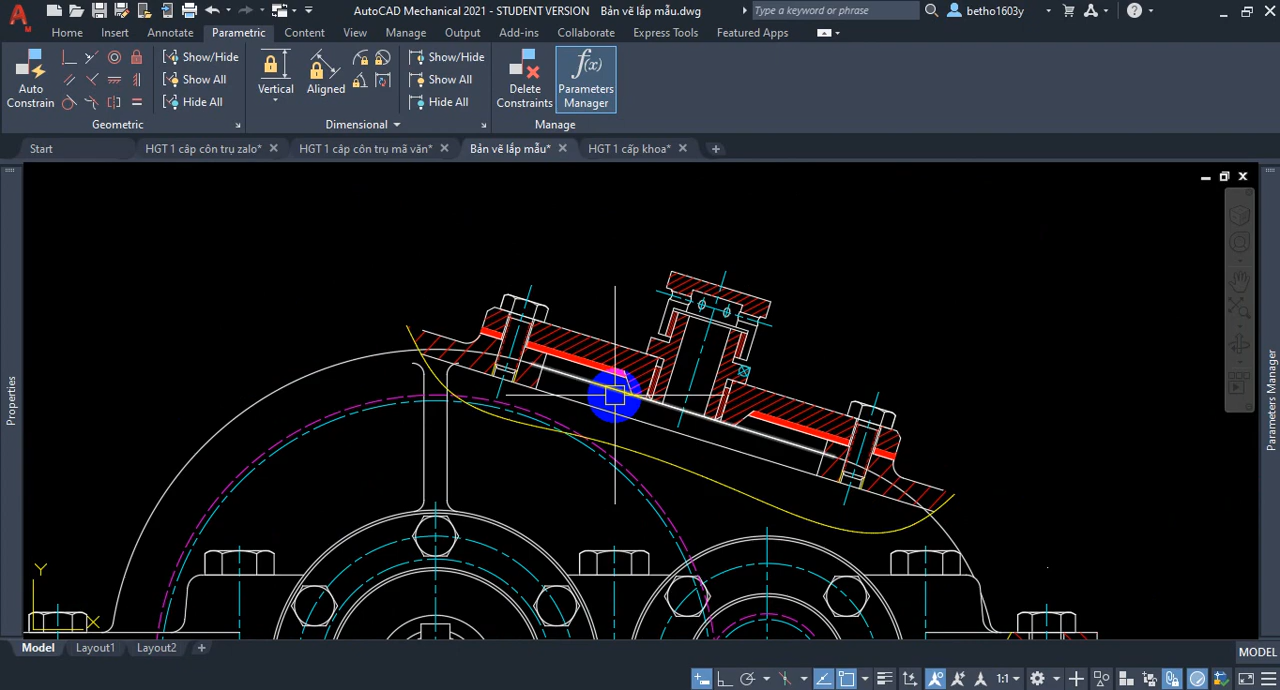 AutoCAD Mechanical 2021 - STUDENT VERSION Bản vẽ lắp mẫu.dwg
Type a keyword or phrase
betho1603y
Home Insert Annotate Parametric Content View Manage Output Add-ins Collaborate Express Tools Featured Apps
Auto Constrain
Show/Hide
Show All
Hide All
Geometric
Vertical
Aligned
Show/Hide
Show All
Hide All
Dimensional
Delete Constraints
f(x)
Parameters Manager
Manage
Start
HGT 1 câp côn trụ zalo*
HGT 1 câp côn trụ mã văn*
Bản vẽ lắp mẫu*
HGT 1 cấp khoa*
Properties
Parameters Manager
Y
X
Model Layout1 Layout2
MODEL
1:1